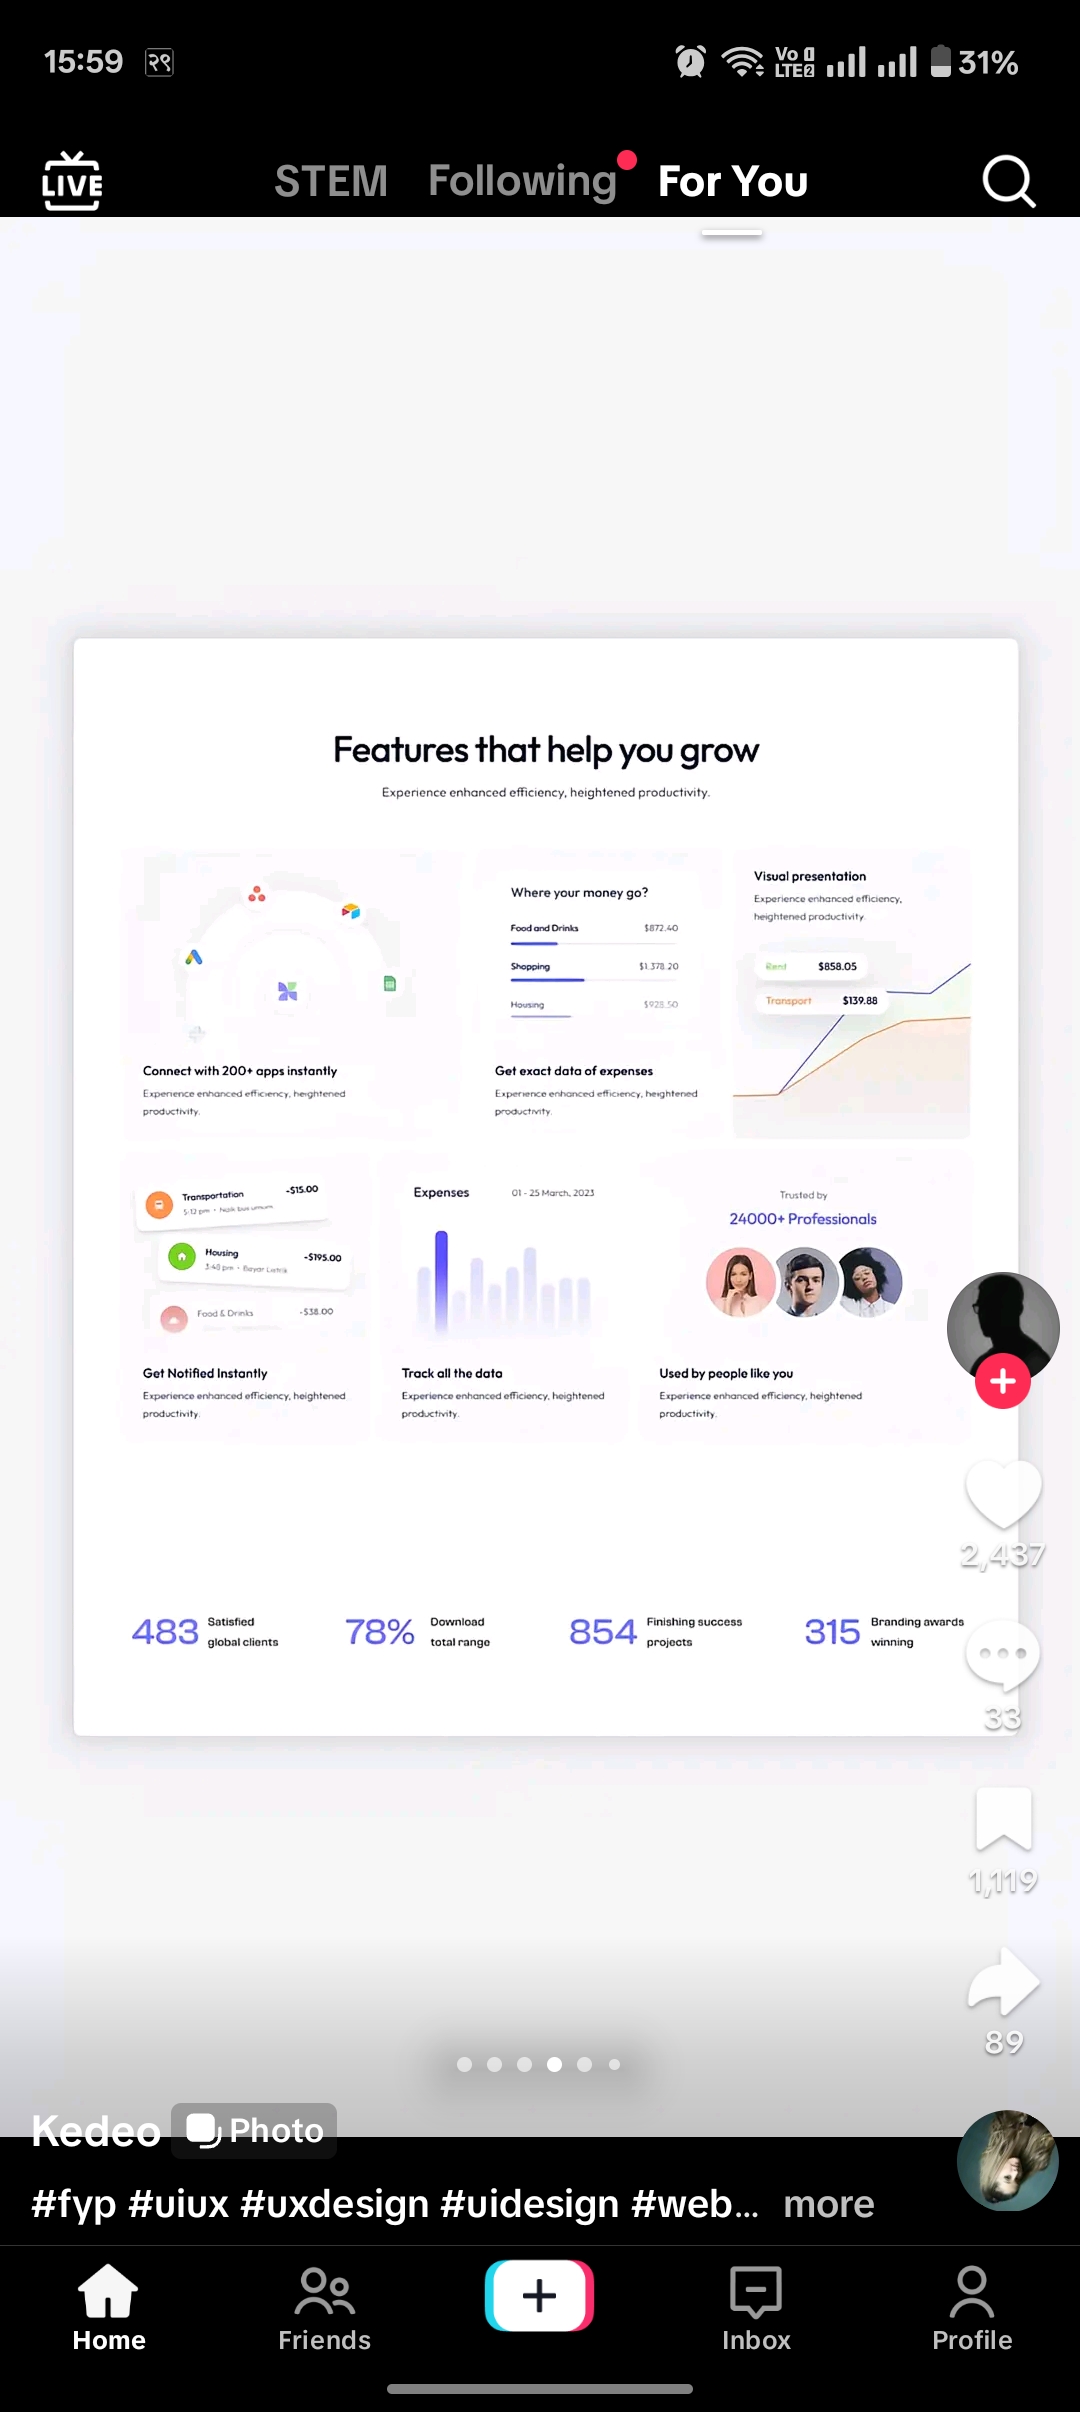 15:59 २९ Vo 1 LTE2 31%
LIVE STEM Following For You
Features that help you grow
Experience enhanced efficiency, heightened productivity.
Connect with 200+ apps instantly
Experience enhanced efficiency, heightened
productivity.
Where your money go?
Food and Drinks $872.40
Shopping $1.378.20
Housing $928.50
Get exact data of expenses
Experience enhanced efficiency, heightened
productivity.
Visual presentation
Experience enhanced efficiency,
heightened productivity.
Rent $858.05
Transport $139.88
Transportation -$15.00
5:12 pm • Naik bus umum
Housing -$195.00
3:48 pm • Bayar Listrik
Food & Drinks -$38.00
Get Notified Instantly
Experience enhanced efficiency, heightened
productivity.
Expenses 01 - 25 March, 2023
Track all the data
Experience enhanced efficiency, heightened
productivity.
Trusted by
24000+ Professionals
Used by people like you
Experience enhanced efficiency, heightened
productivity.
483 Satisfied
global clients
78% Download
total range
854 Finishing success
projects
315 Branding awards
winning
2,437
33
1,119
89
Kedeo Photo
#fyp #uiux #uxdesign #uidesign #web... more
Home Friends Inbox Profile